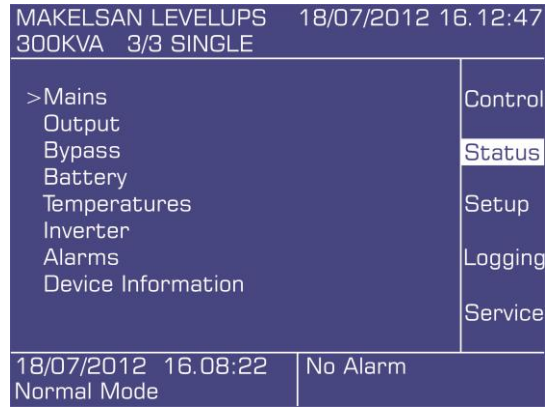 MAKELSAN LEVELUPS 18/07/2012 16.12:47
300KVA 3/3 SINGLE
>Mains
Output
Bypass
Battery
Temperatures
Inverter
Alarms
Device Information
Control
Status
Setup
Logging
Service
18/07/2012 16.08:22 No Alarm
Normal Mode